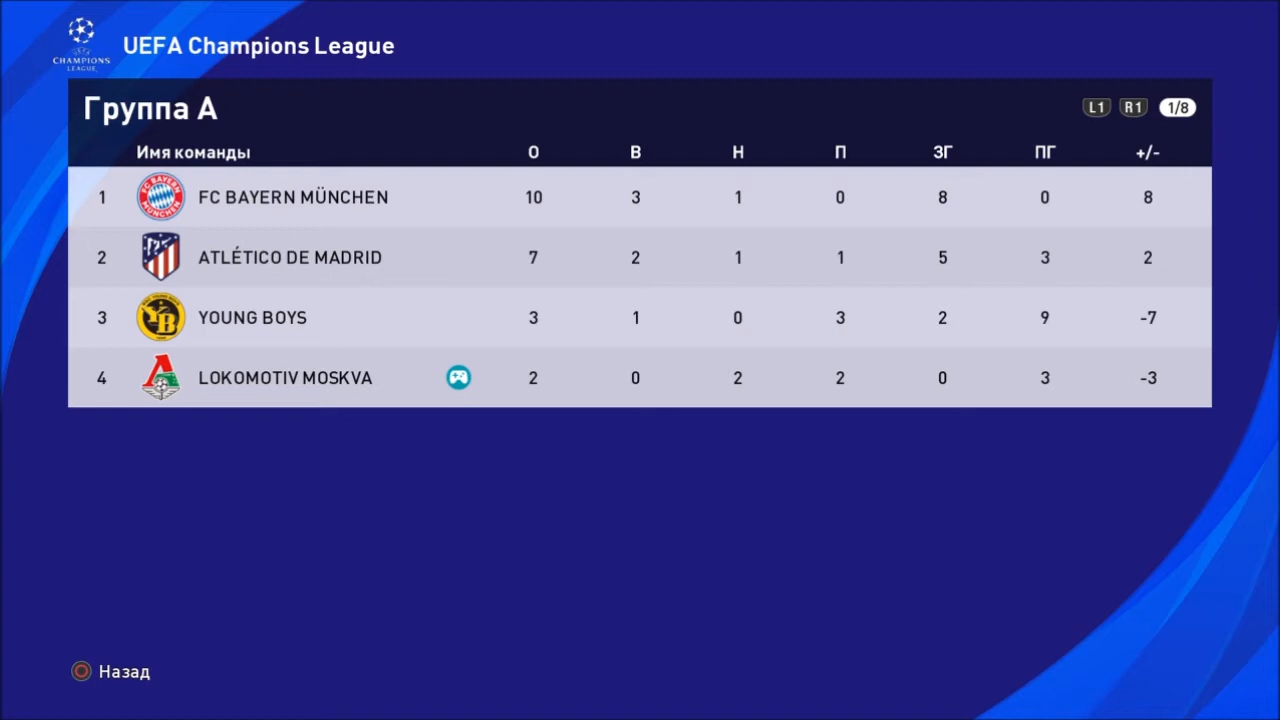 CHAMPIONS
LEAGUE
UEFA Champions League
Группа A
L1 R1 1/8
Имя команды О В Н П ЗГ ПГ +/-
1 FC BAYERN MÜNCHEN 10 3 1 0 8 0 8
2 ATLÉTICO DE MADRID 7 2 1 1 5 3 2
3 YOUNG BOYS 3 1 0 3 2 9 -7
4 LOKOMOTIV MOSKVA 2 0 2 2 0 3 -3
Назад